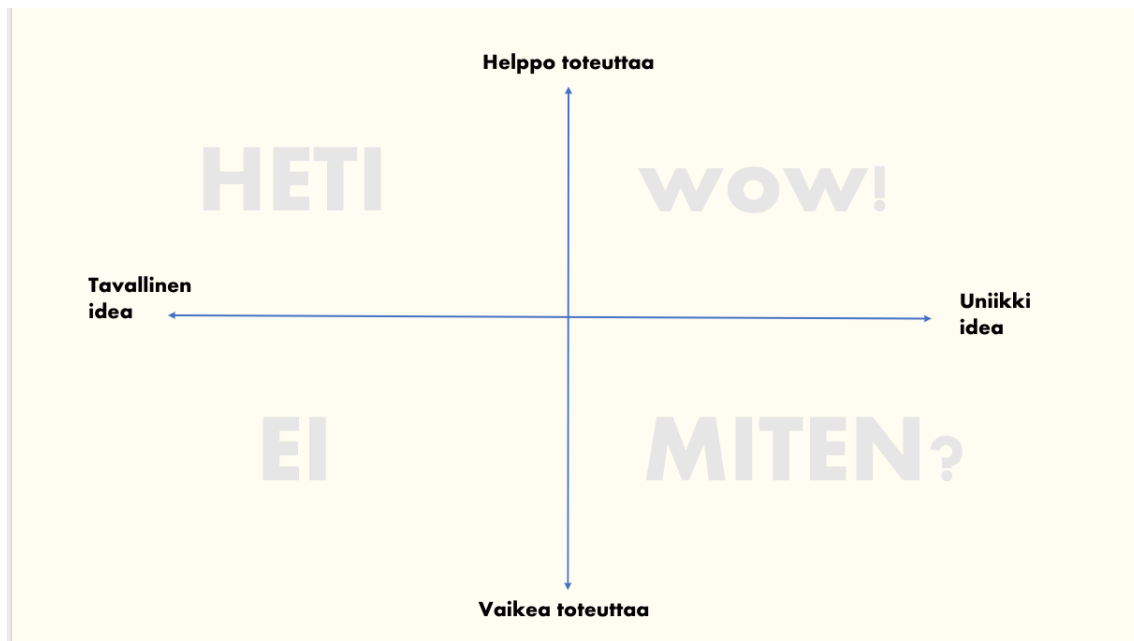 Helppo toteuttaa
HETI
WOW!
Tavallinen
idea
Uniikki
idea
EI
MITEN?
Vaikea toteuttaa